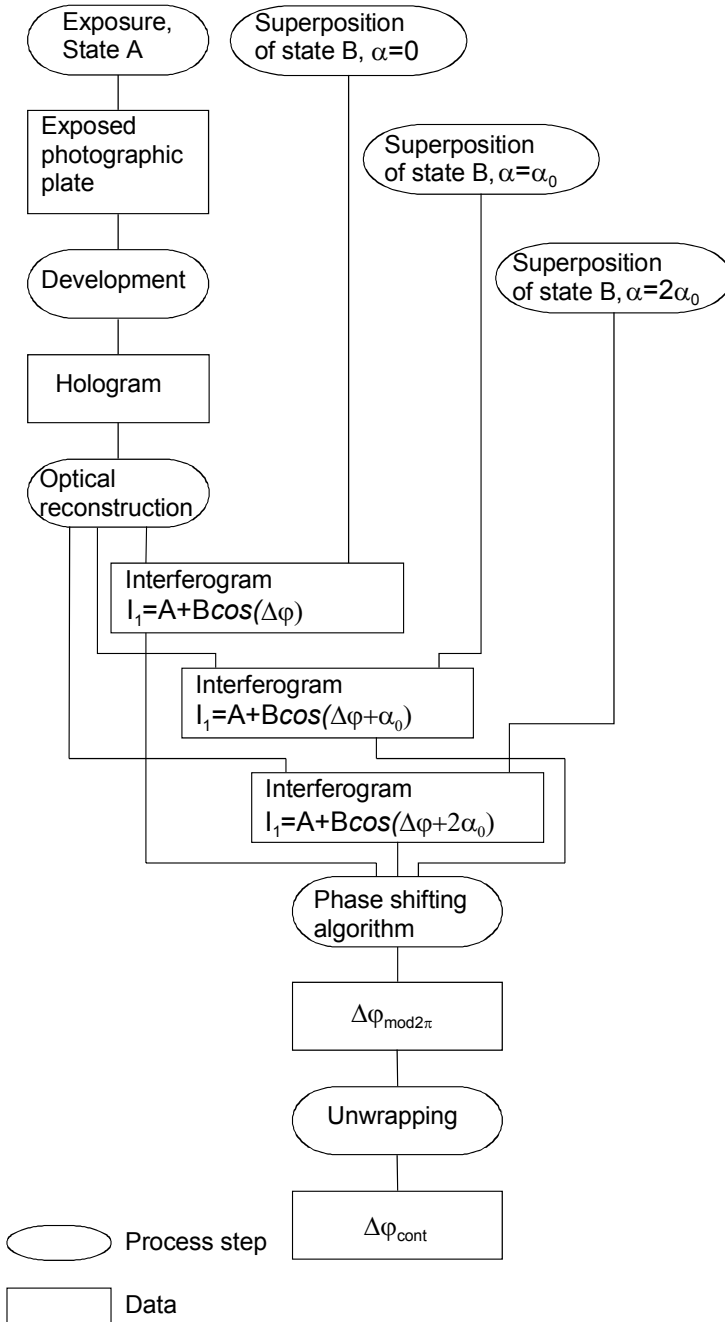 Exposure,
State A
Superposition
of state B, α=0
Exposed
photographic
plate
Superposition
of state B, α=α₀
Development
Superposition
of state B, α=2α₀
Hologram
Optical
reconstruction
Interferogram
I₁=A+Bcos(Δφ)
Interferogram
I₁=A+Bcos(Δφ+α₀)
Interferogram
I₁=A+Bcos(Δφ+2α₀)
Phase shifting
algorithm
Δφmod2π
Unwrapping
Δφcont
Process step
Data